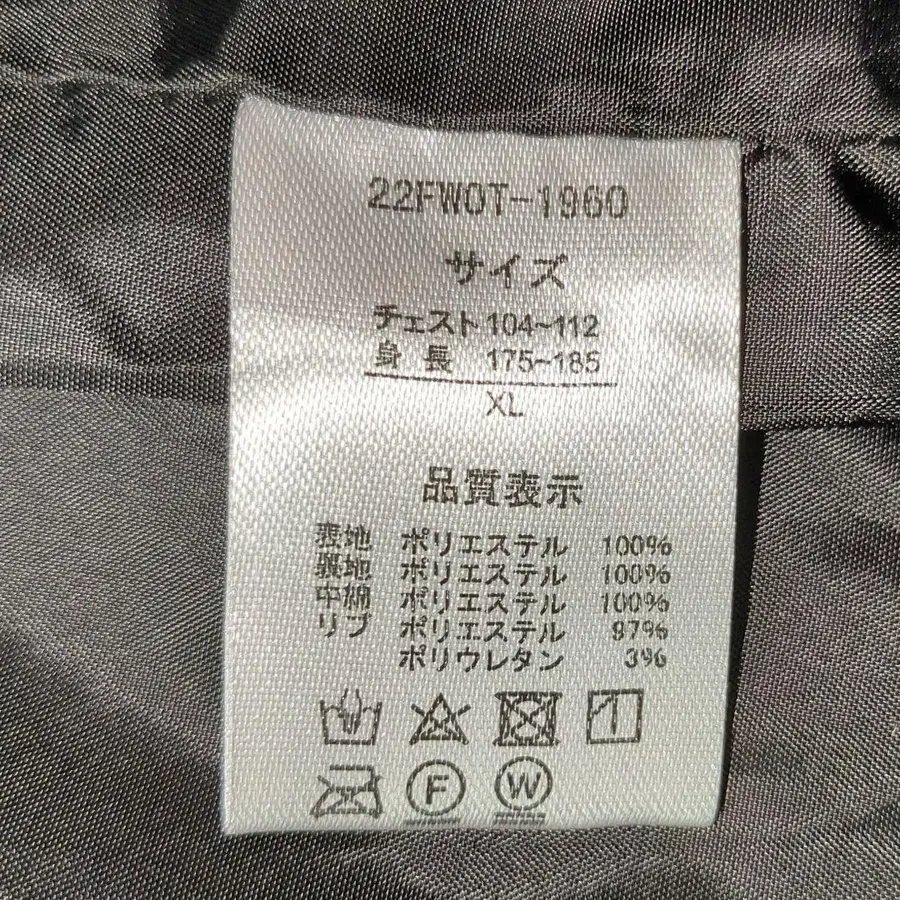 22FWOT-1960
サイズ
チェスト 104~112
身長 175~185
XL
品質表示
表地 ポリエステル 100%
裏地 ポリエステル 100%
中綿 ポリエステル 100%
リブ ポリエステル 97%
ポリウレタン 3%
F W